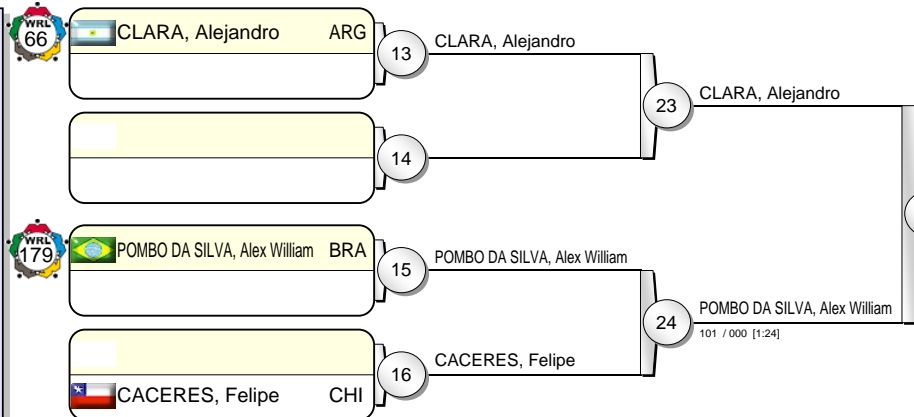 WRL
66
CLARA, Alejandro ARG
13
CLARA, Alejandro
23
CLARA, Alejandro
14
WRL
179
POMBO DA SILVA, Alex William BRA
15
POMBO DA SILVA, Alex William
24
POMBO DA SILVA, Alex William
101 / 000 [1:24]
16
CACERES, Felipe
CACERES, Felipe CHI